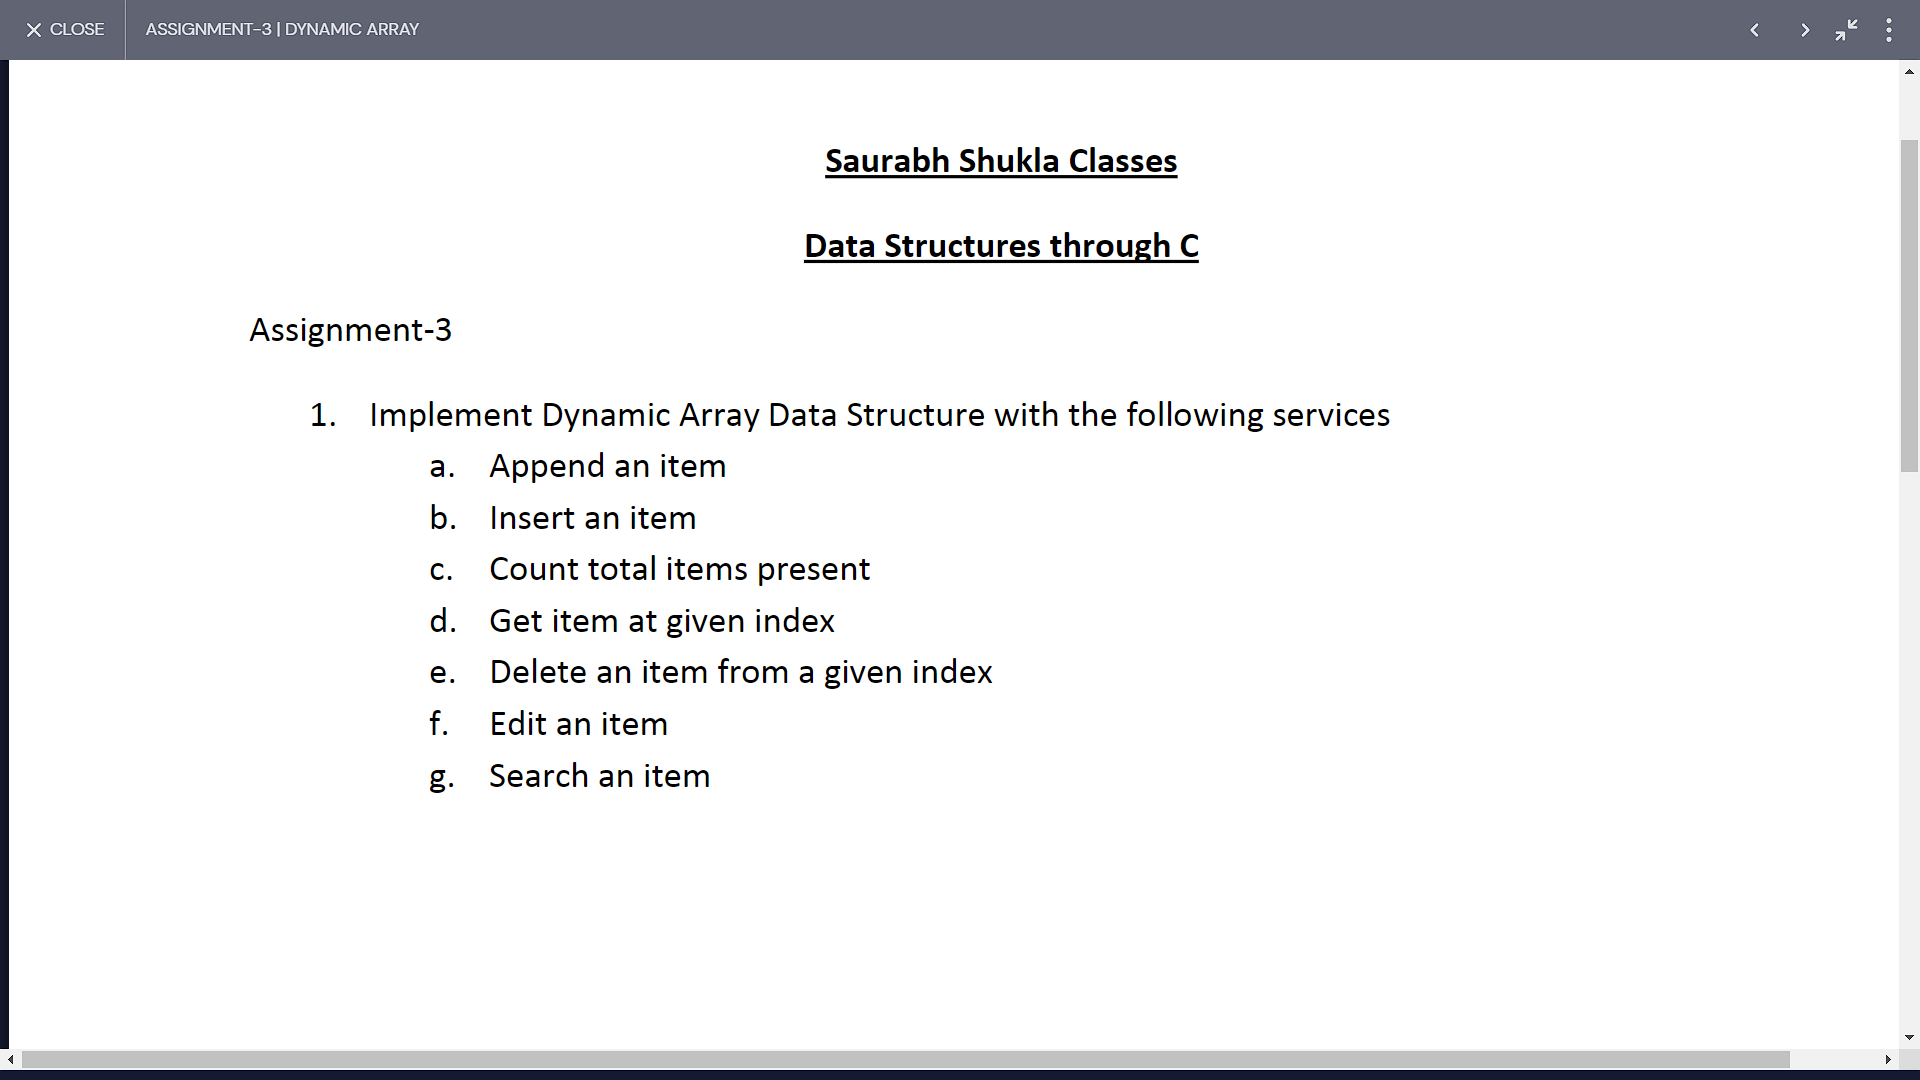 CLOSE ASSIGNMENT-3 | DYNAMIC ARRAY
Saurabh Shukla Classes
Data Structures through C
Assignment-3
1. Implement Dynamic Array Data Structure with the following services
a. Append an item
b. Insert an item
c. Count total items present
d. Get item at given index
e. Delete an item from a given index
f. Edit an item
g. Search an item